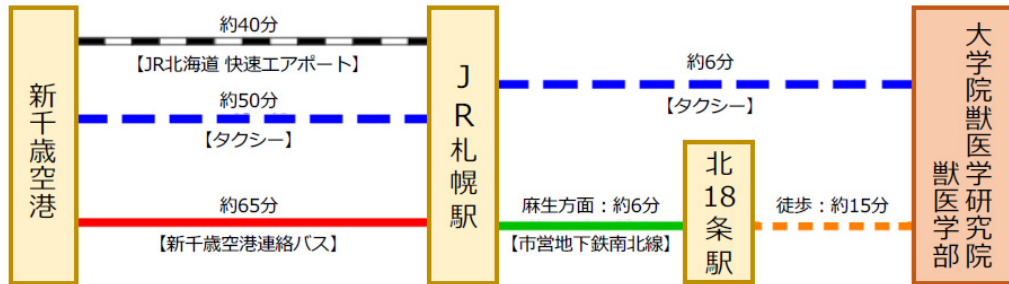 新千歳空港
約40分
【JR北海道 快速エアポート】
約50分
【タクシー】
約65分
【新千歳空港連絡バス】
JR札幌駅
約6分
【タクシー】
麻生方面：約6分
【市営地下鉄南北線】
北18条駅
徒歩：約15分
大学院獣医学研究院
獣医学部